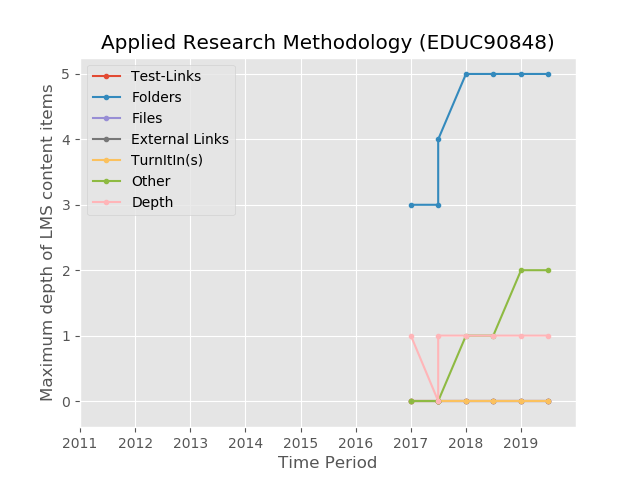 Applied Research Methodology (EDUC90848)
Test-Links
Folders
Files
External Links
TurnItIn(s)
Other
Depth
Maximum depth of LMS content items
5
4
3
2
1
0
2011 2012 2013 2014 2015 2016 2017 2018 2019
Time Period